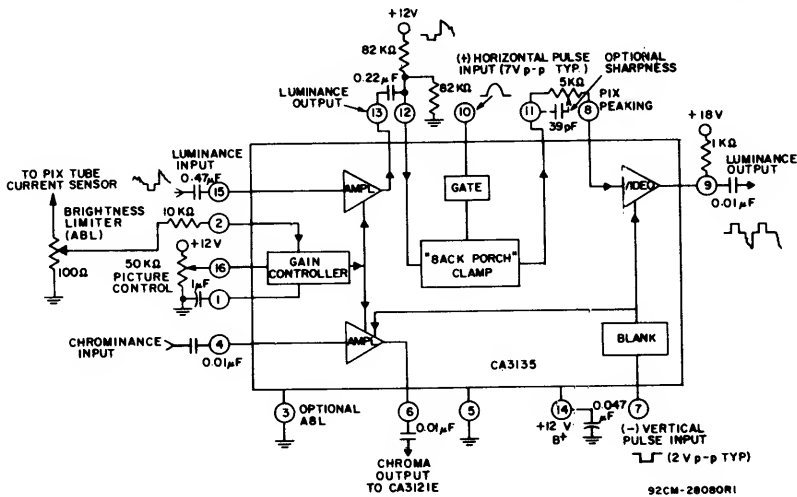 +12V
82 KΩ
0.22µF
82KΩ
LUMINANCE
OUTPUT
13
12
(+) HORIZONTAL PULSE
INPUT (7V p-p TYP.)
10
OPTIONAL
SHARPNESS
5KΩ
11
39pF
8
PIX
PEAKING
+18V
1KΩ
LUMINANCE
OUTPUT
9
0.01µF
TO PIX TUBE
CURRENT SENSOR
LUMINANCE
INPUT
0.47µF
15
AMPL
GATE
VIDEO
BRIGHTNESS
LIMITER
(ABL)
100Ω
10KΩ
2
+12V
50KΩ
PICTURE
CONTROL
16
1µF
1
GAIN
CONTROLLER
"BACK PORCH"
CLAMP
CHROMINANCE
INPUT
0.01µF
4
AMPL
BLANK
CA3135
3
OPTIONAL
ABL
6
0.01µF
CHROMA
OUTPUT
TO CA3121E
5
14
+12 V
B+
0.047
µF
7
(-) VERTICAL
PULSE INPUT
(2 V p-p TYP)
92CM-28080R1